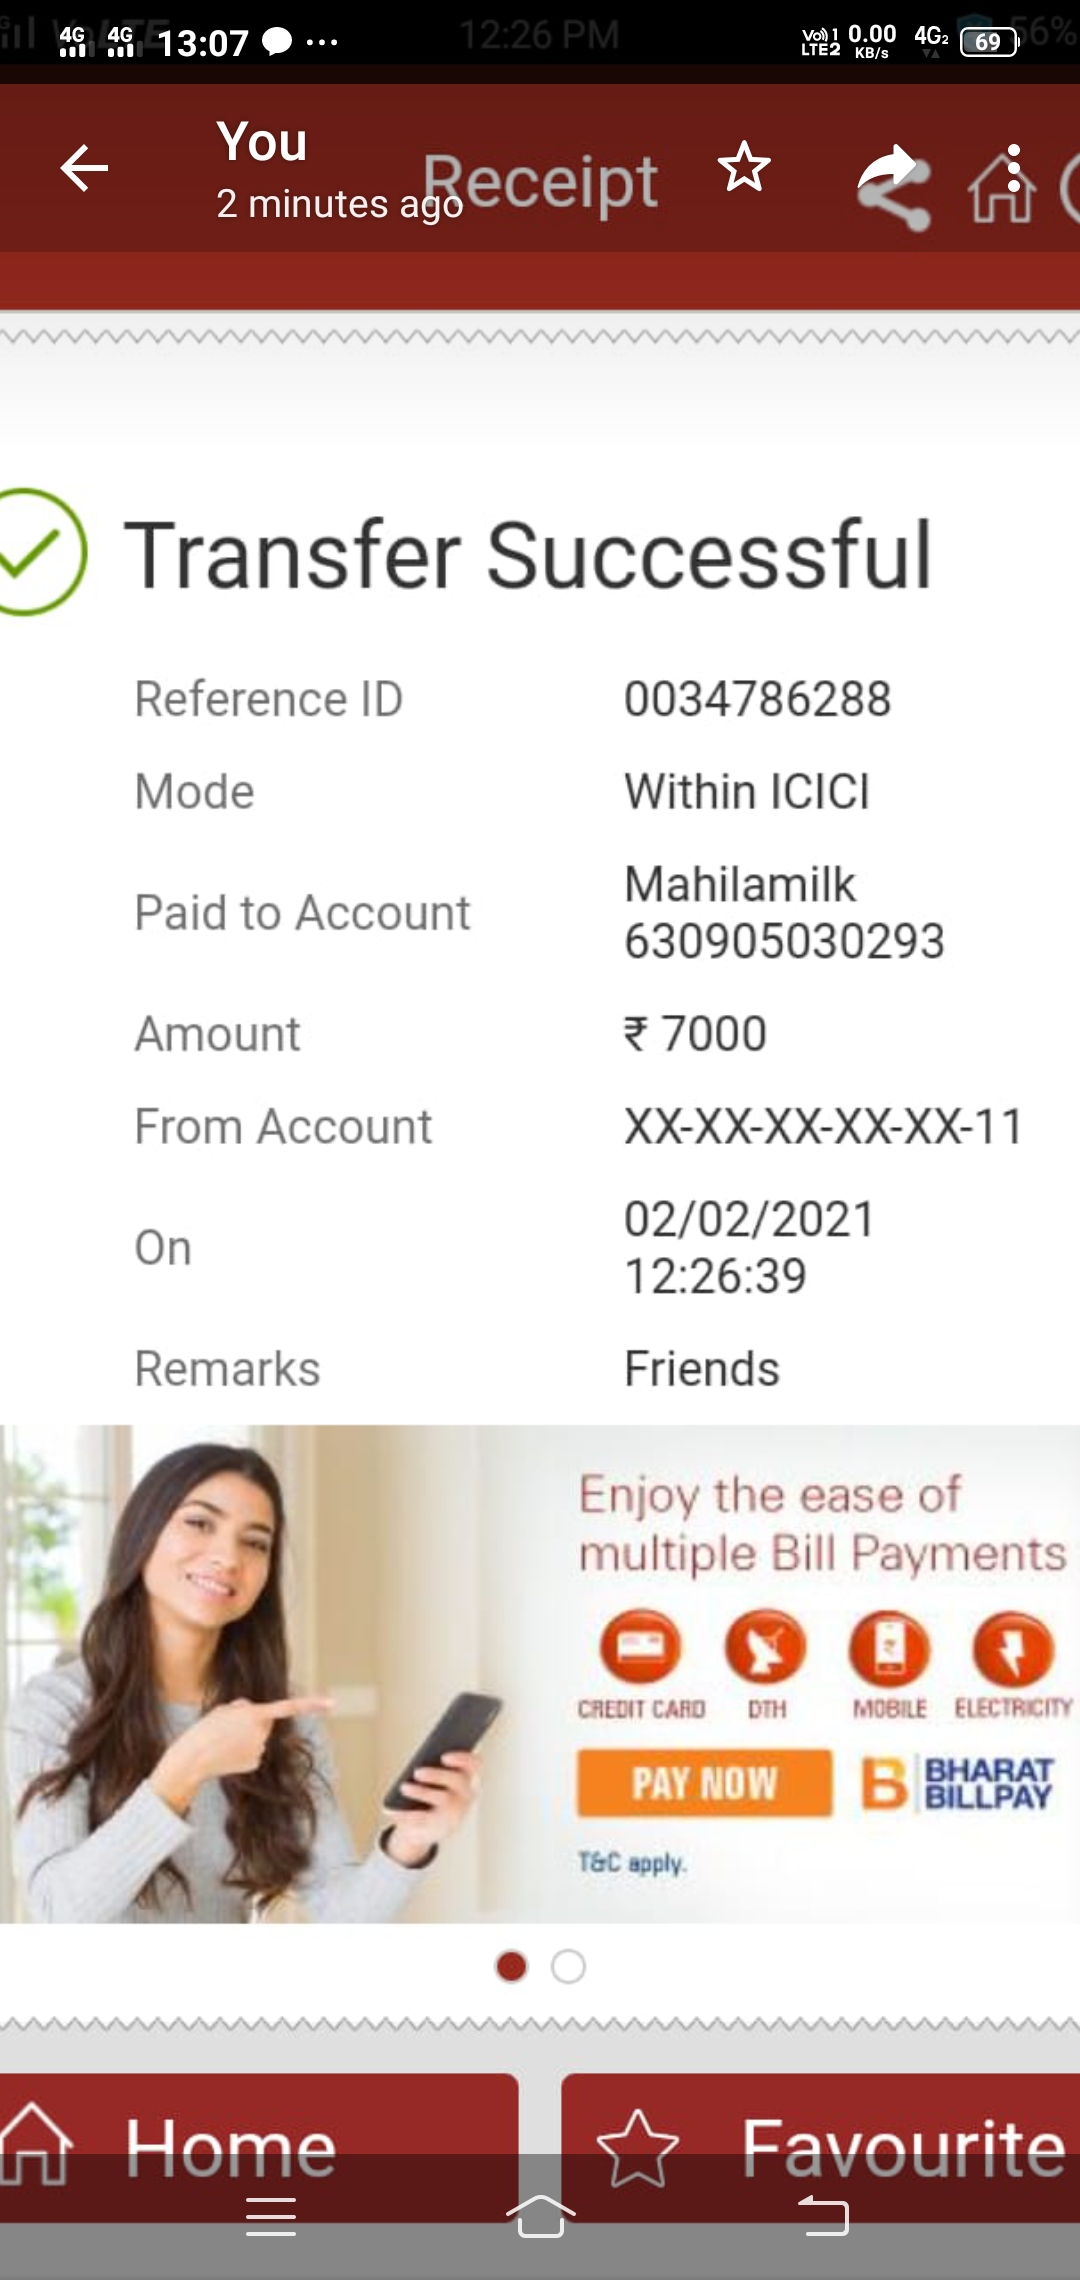 4G 4G 13:07 12:26 PM Vo)) 1 LTE2 0.00 KB/s 4G2 69 56%
You
Receipt
2 minutes ago
Transfer Successful
Reference ID 0034786288
Mode Within ICICI
Paid to Account Mahilamilk
630905030293
Amount ₹ 7000
From Account XX-XX-XX-XX-XX-11
On 02/02/2021
12:26:39
Remarks Friends
Enjoy the ease of
multiple Bill Payments
CREDIT CARD DTH MOBILE ELECTRICITY
PAY NOW B BHARAT
BILLPAY
T&C apply.
Home Favourite